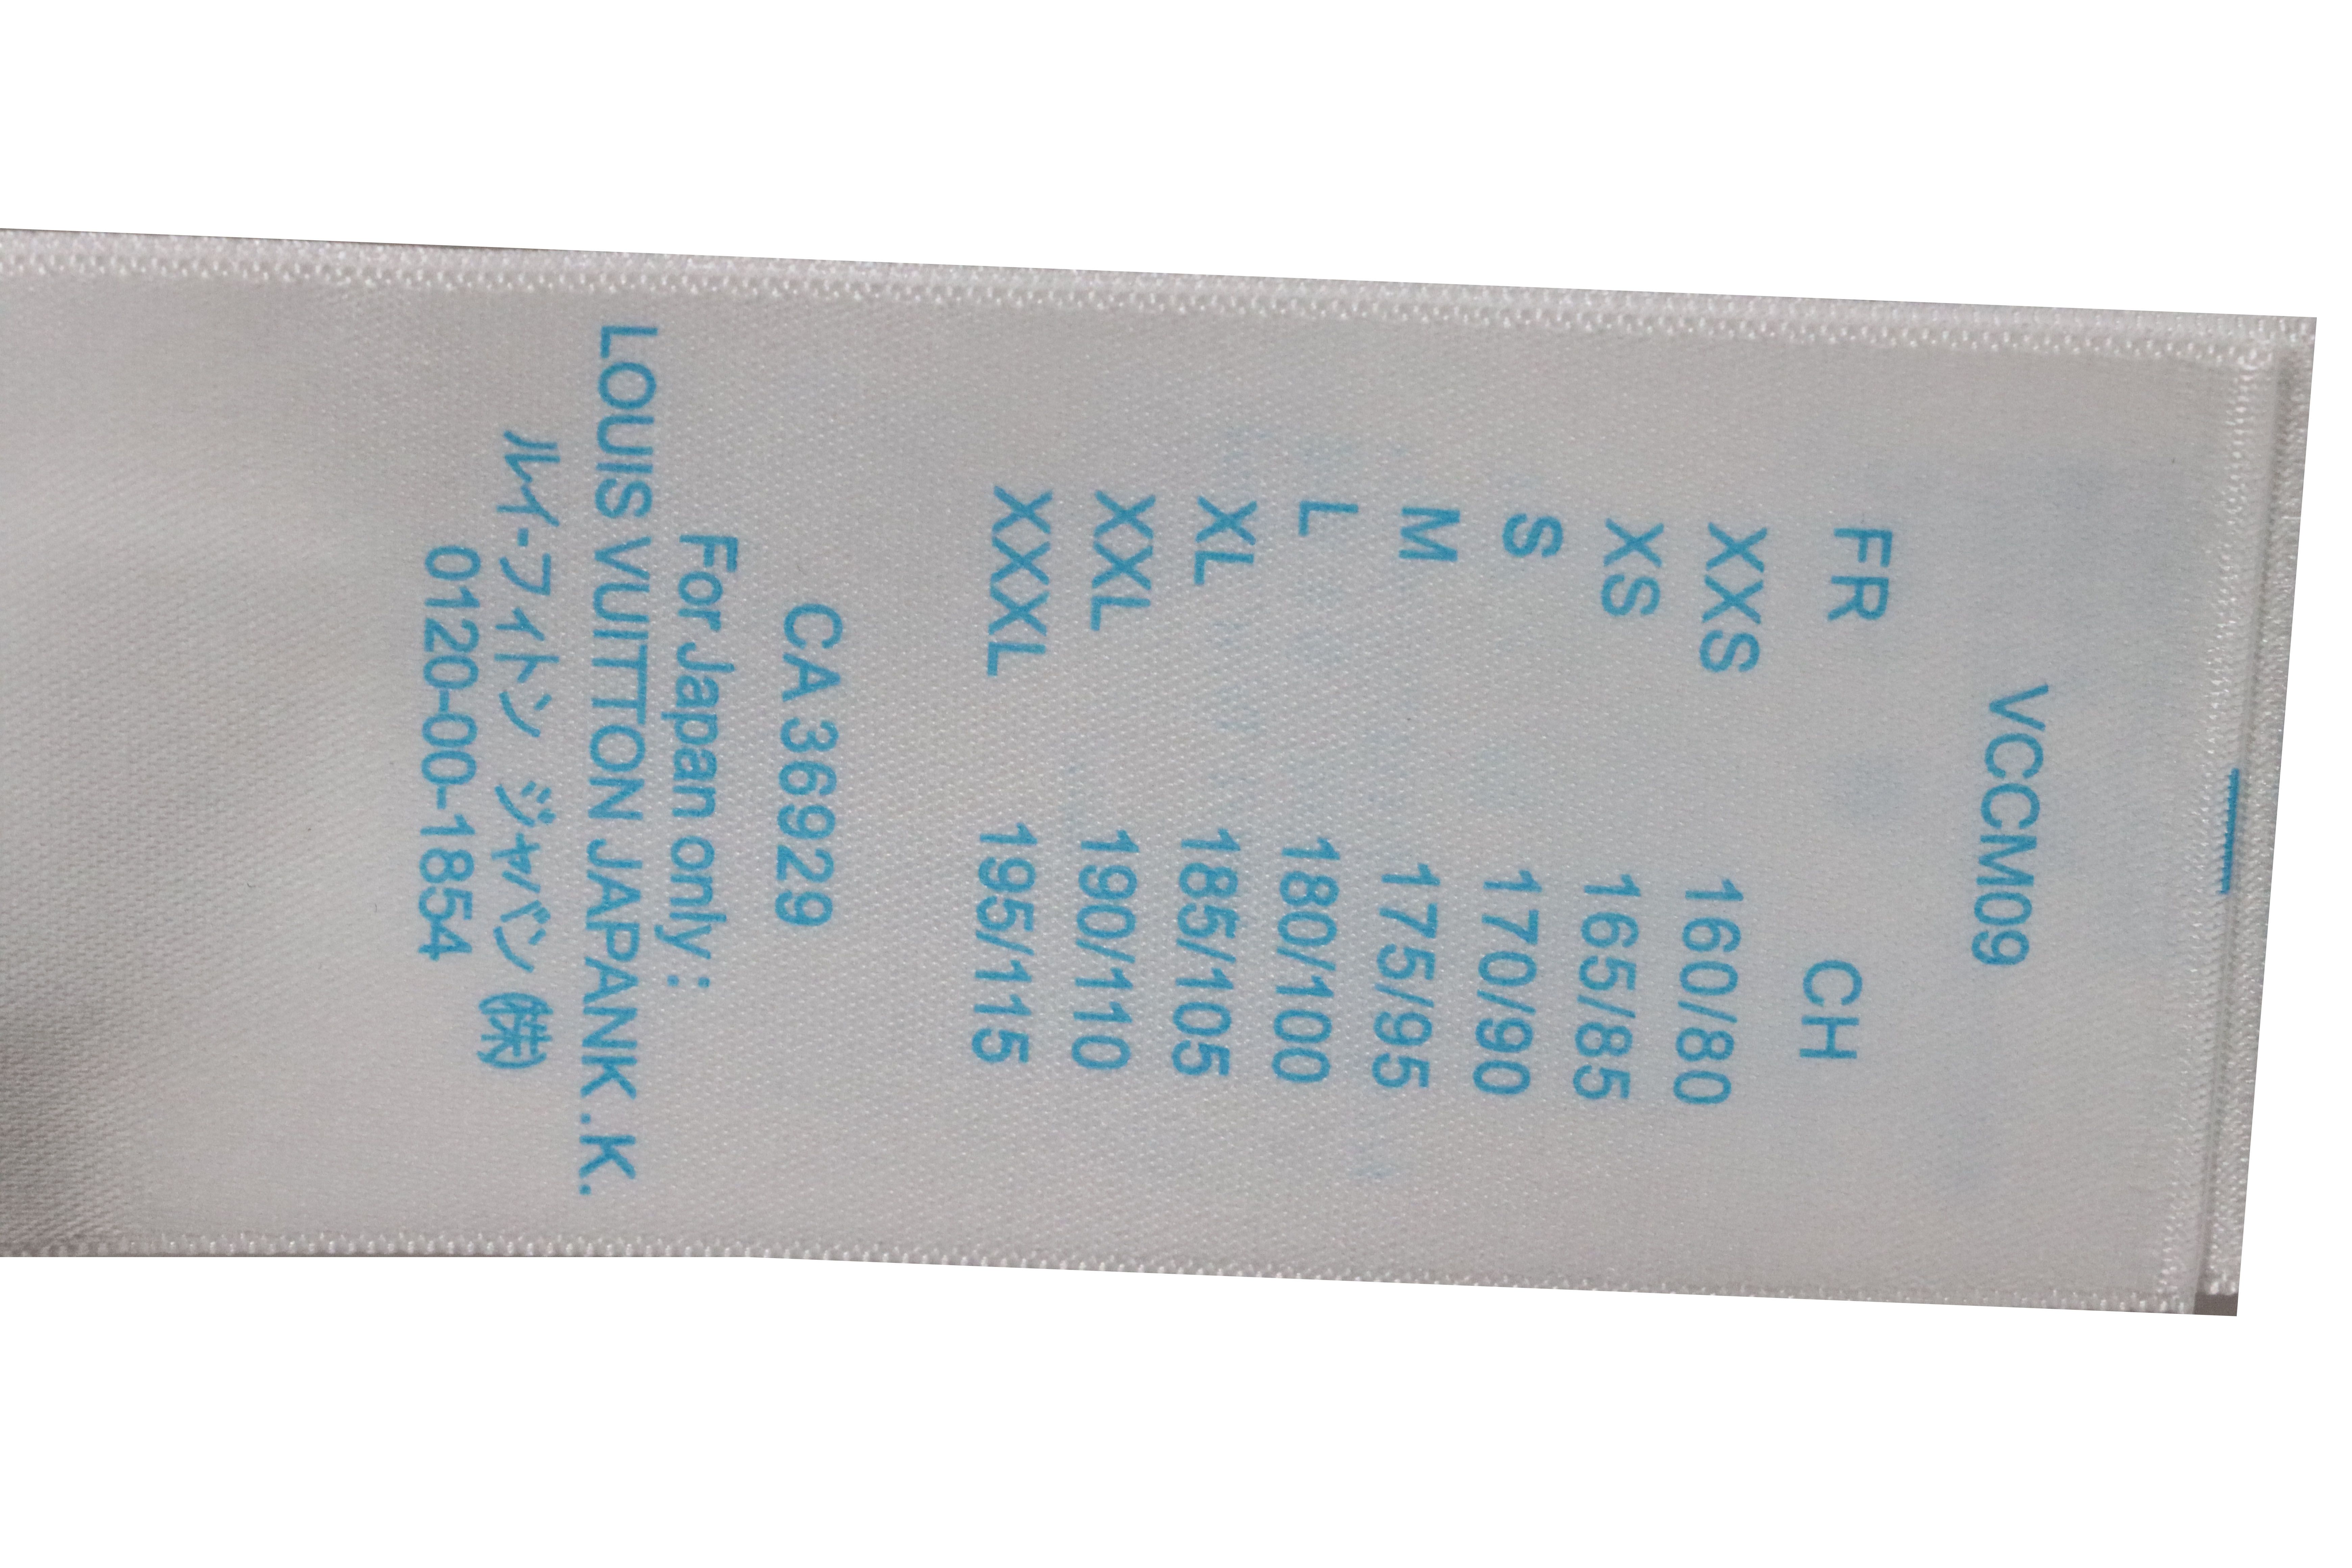 VCCM09
FR CH
XXS 160/80
XS 165/85
S 170/90
M 175/95
L 180/100
XL 185/105
XXL 190/110
XXXL 195/115
CA 36929
For Japan only :
LOUIS VUITTON JAPAN K.K.
ルイ·フィトン ジャパン ㈱
0120-00-1854